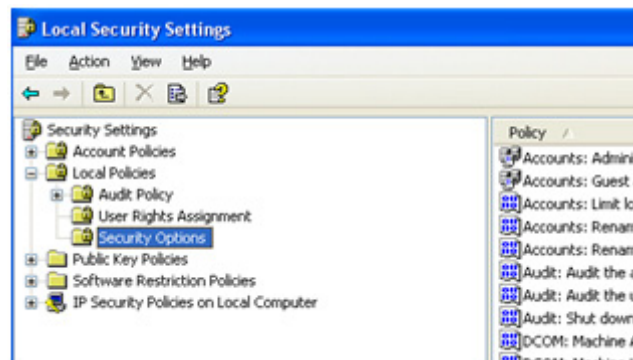 Local Security Settings
File Action View Help
Security Settings
Account Policies
Local Policies
Audit Policy
User Rights Assignment
Security Options
Public Key Policies
Software Restriction Policies
IP Security Policies on Local Computer
Policy
Accounts: Admini
Accounts: Guest
Accounts: Limit lo
Accounts: Renam
Accounts: Renam
Audit: Audit the a
Audit: Audit the u
Audit: Shut down
DCOM: Machine A